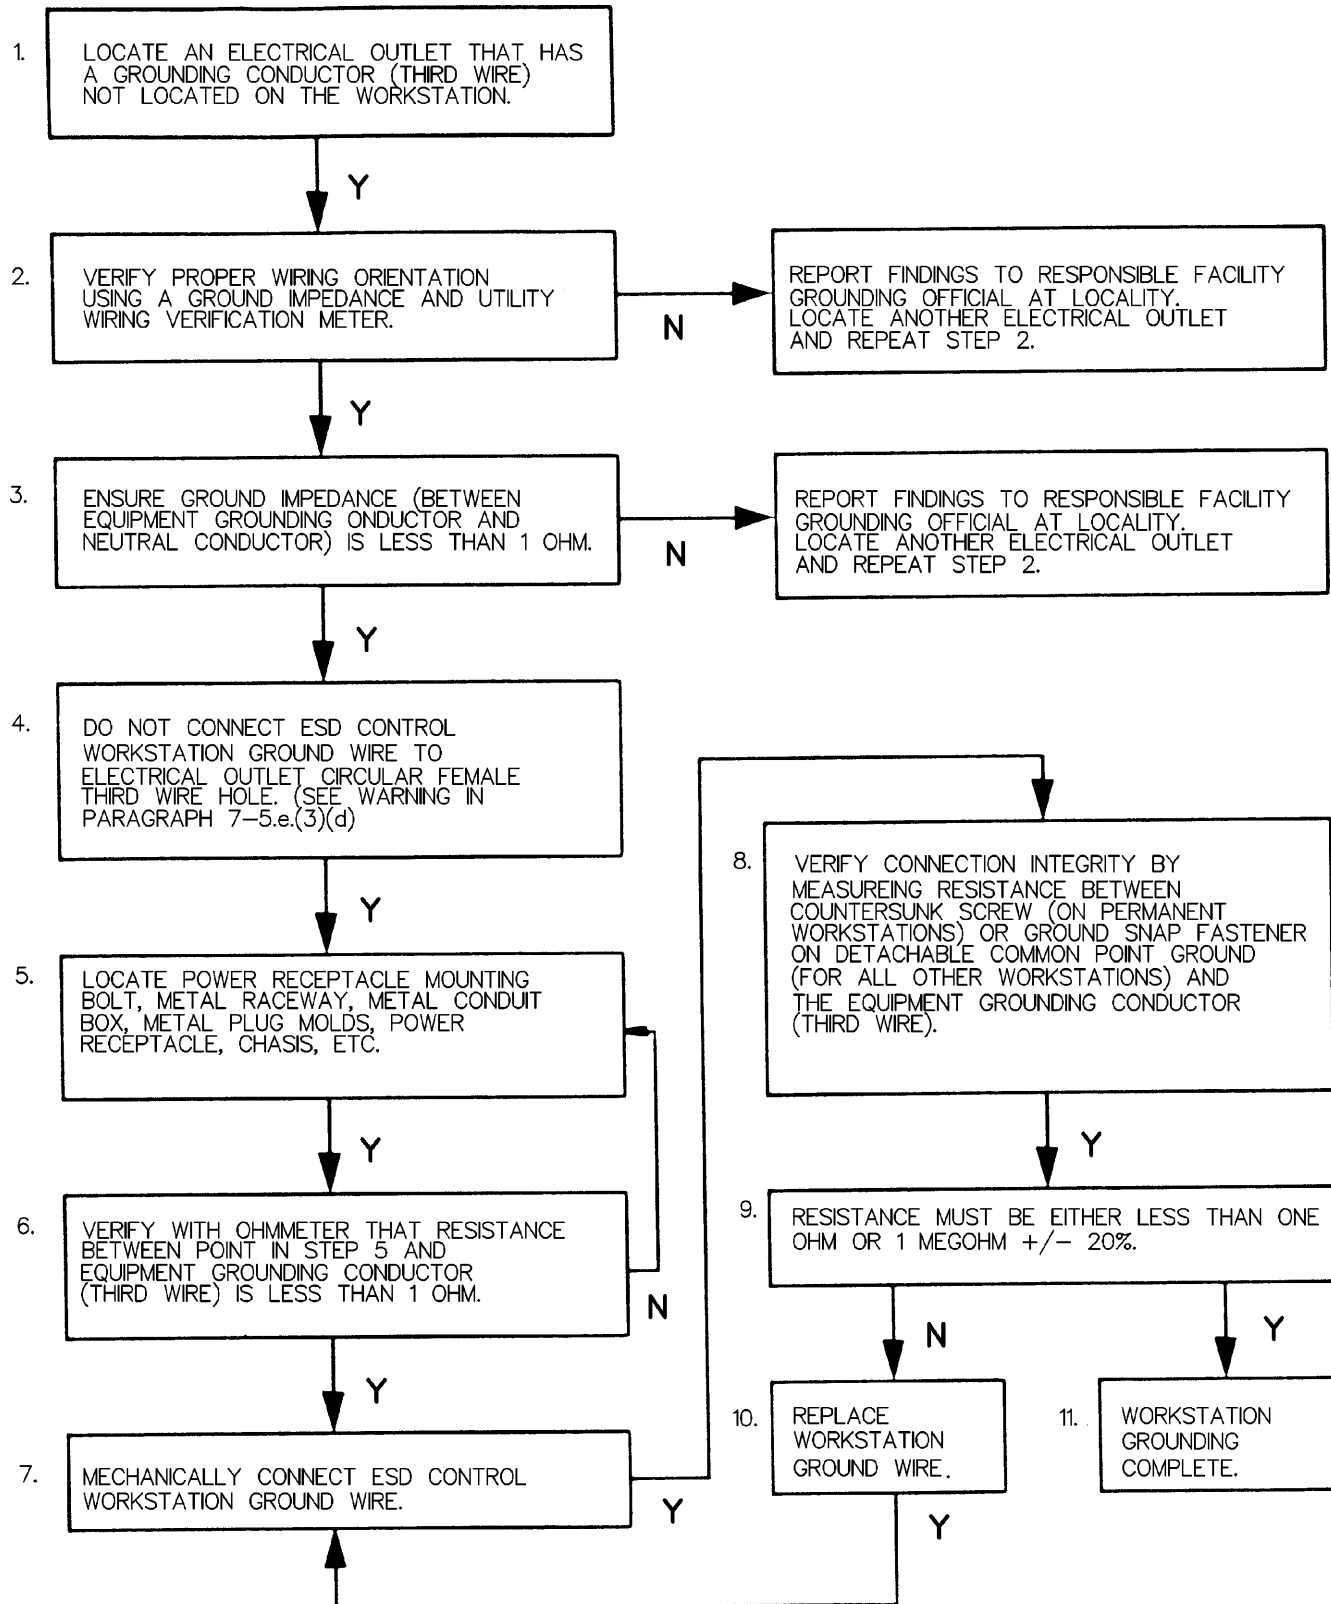 1.
LOCATE AN ELECTRICAL OUTLET THAT HAS
A GROUNDING CONDUCTOR (THIRD WIRE)
NOT LOCATED ON THE WORKSTATION.
Y
2.
VERIFY PROPER WIRING ORIENTATION
USING A GROUND IMPEDANCE AND UTILITY
WIRING VERIFICATION METER.
N
REPORT FINDINGS TO RESPONSIBLE FACILITY
GROUNDING OFFICIAL AT LOCALITY.
LOCATE ANOTHER ELECTRICAL OUTLET
AND REPEAT STEP 2.
Y
3.
ENSURE GROUND IMPEDANCE (BETWEEN
EQUIPMENT GROUNDING ONDUCTOR AND
NEUTRAL CONDUCTOR) IS LESS THAN 1 OHM.
N
REPORT FINDINGS TO RESPONSIBLE FACILITY
GROUNDING OFFICIAL AT LOCALITY.
LOCATE ANOTHER ELECTRICAL OUTLET
AND REPEAT STEP 2.
Y
4.
DO NOT CONNECT ESD CONTROL
WORKSTATION GROUND WIRE TO
ELECTRICAL OUTLET CIRCULAR FEMALE
THIRD WIRE HOLE. (SEE WARNING IN
PARAGRAPH 7-5.e.(3)(d)
Y
5.
LOCATE POWER RECEPTACLE MOUNTING
BOLT, METAL RACEWAY, METAL CONDUIT
BOX, METAL PLUG MOLDS, POWER
RECEPTACLE, CHASIS, ETC.
Y
6.
VERIFY WITH OHMMETER THAT RESISTANCE
BETWEEN POINT IN STEP 5 AND
EQUIPMENT GROUNDING CONDUCTOR
(THIRD WIRE) IS LESS THAN 1 OHM.
N
Y
7.
MECHANICALLY CONNECT ESD CONTROL
WORKSTATION GROUND WIRE.
Y
8.
VERIFY CONNECTION INTEGRITY BY
MEASUREING RESISTANCE BETWEEN
COUNTERSUNK SCREW (ON PERMANENT
WORKSTATIONS) OR GROUND SNAP FASTENER
ON DETACHABLE COMMON POINT GROUND
(FOR ALL OTHER WORKSTATIONS) AND
THE EQUIPMENT GROUNDING CONDUCTOR
(THIRD WIRE).
Y
9.
RESISTANCE MUST BE EITHER LESS THAN ONE
OHM OR 1 MEGOHM +/- 20%.
N
Y
10.
REPLACE
WORKSTATION
GROUND WIRE.
Y
11.
WORKSTATION
GROUNDING
COMPLETE.